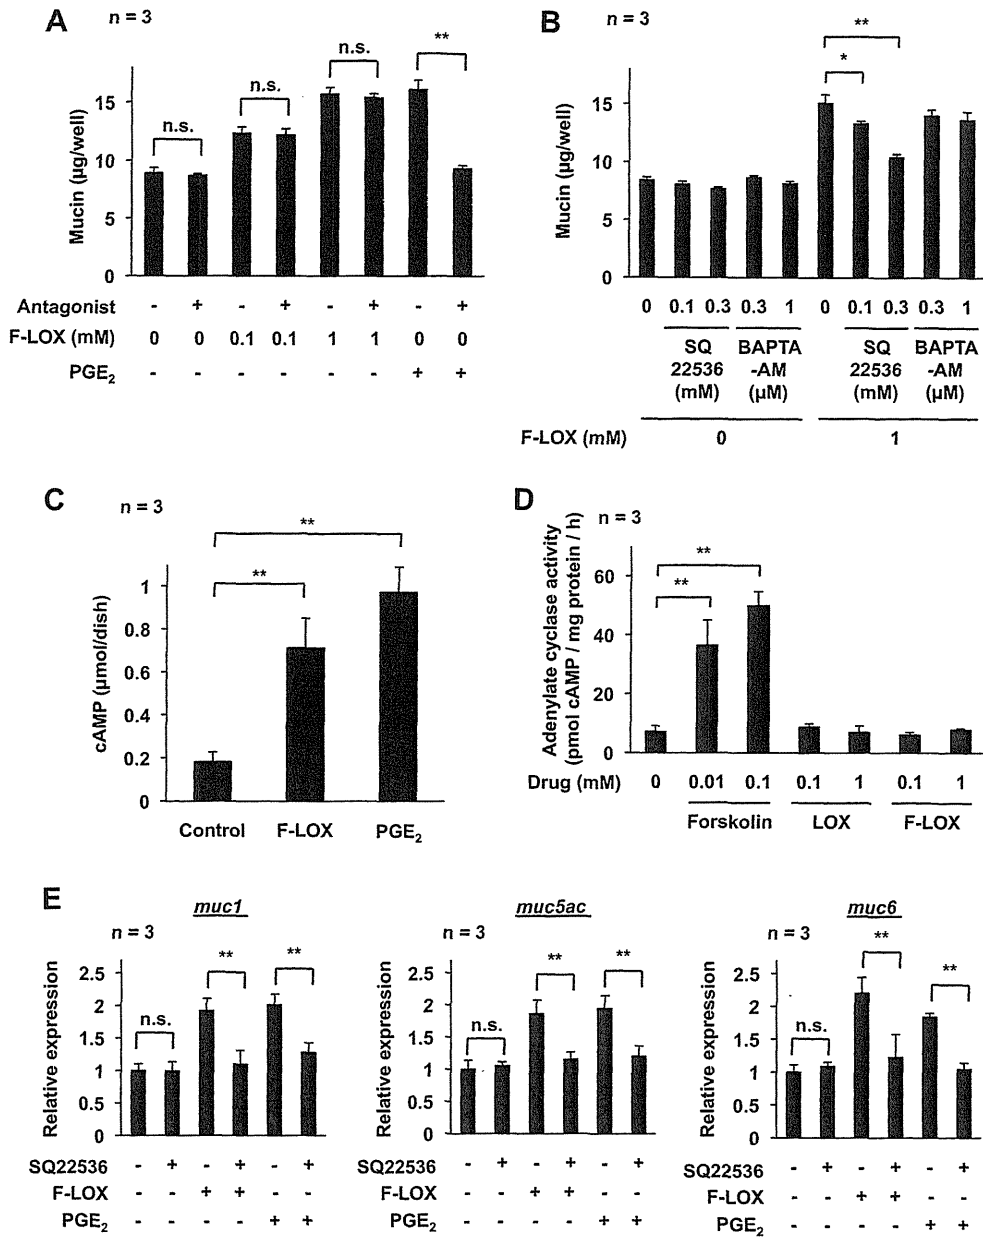 A
n = 3
n.s.
n.s.
n.s.
**
Mucin (µg/well)
15
10
5
0
Antagonist - + - + - + - +
F-LOX (mM) 0 0 0.1 0.1 1 1 0 0
PGE2 - - - - - - + +
B
n = 3
**
*
Mucin (µg/well)
15
10
5
0
0 0.1 0.3 0.3 1 0 0.1 0.3 0.3 1
SQ 22536 (mM) BAPTA -AM (µM) SQ 22536 (mM) BAPTA -AM (µM)
F-LOX (mM) 0 1
C
n = 3
**
**
cAMP (µmol/dish)
1
0.8
0.6
0.4
0.2
0
Control F-LOX PGE2
D
n = 3
**
**
Adenylate cyclase activity
(pmol cAMP / mg protein / h)
60
40
20
0
Drug (mM) 0 0.01 0.1 0.1 1 0.1 1
Forskolin LOX F-LOX
E
muc1
n = 3
n.s.
**
**
Relative expression
2.5
2
1.5
1
0.5
0
SQ22536 - + - + - +
F-LOX - - + + - -
PGE2 - - - - + +
muc5ac
n = 3
n.s.
**
**
Relative expression
2.5
2
1.5
1
0.5
0
SQ22536 - + - + - +
F-LOX - - + + - -
PGE2 - - - - + +
muc6
n = 3
n.s.
**
**
Relative expression
2.5
2
1.5
1
0.5
0
SQ22536 - + - + - +
F-LOX - - + + - -
PGE2 - - - - + +